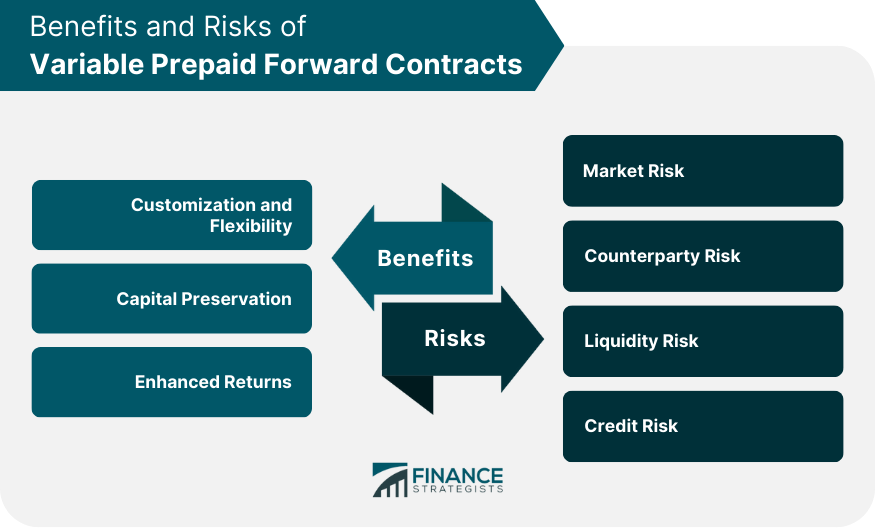 Benefits and Risks of
Variable Prepaid Forward Contracts
Customization and
Flexibility
Capital Preservation
Enhanced Returns
Benefits
Risks
Market Risk
Counterparty Risk
Liquidity Risk
Credit Risk
FINANCE
STRATEGISTS